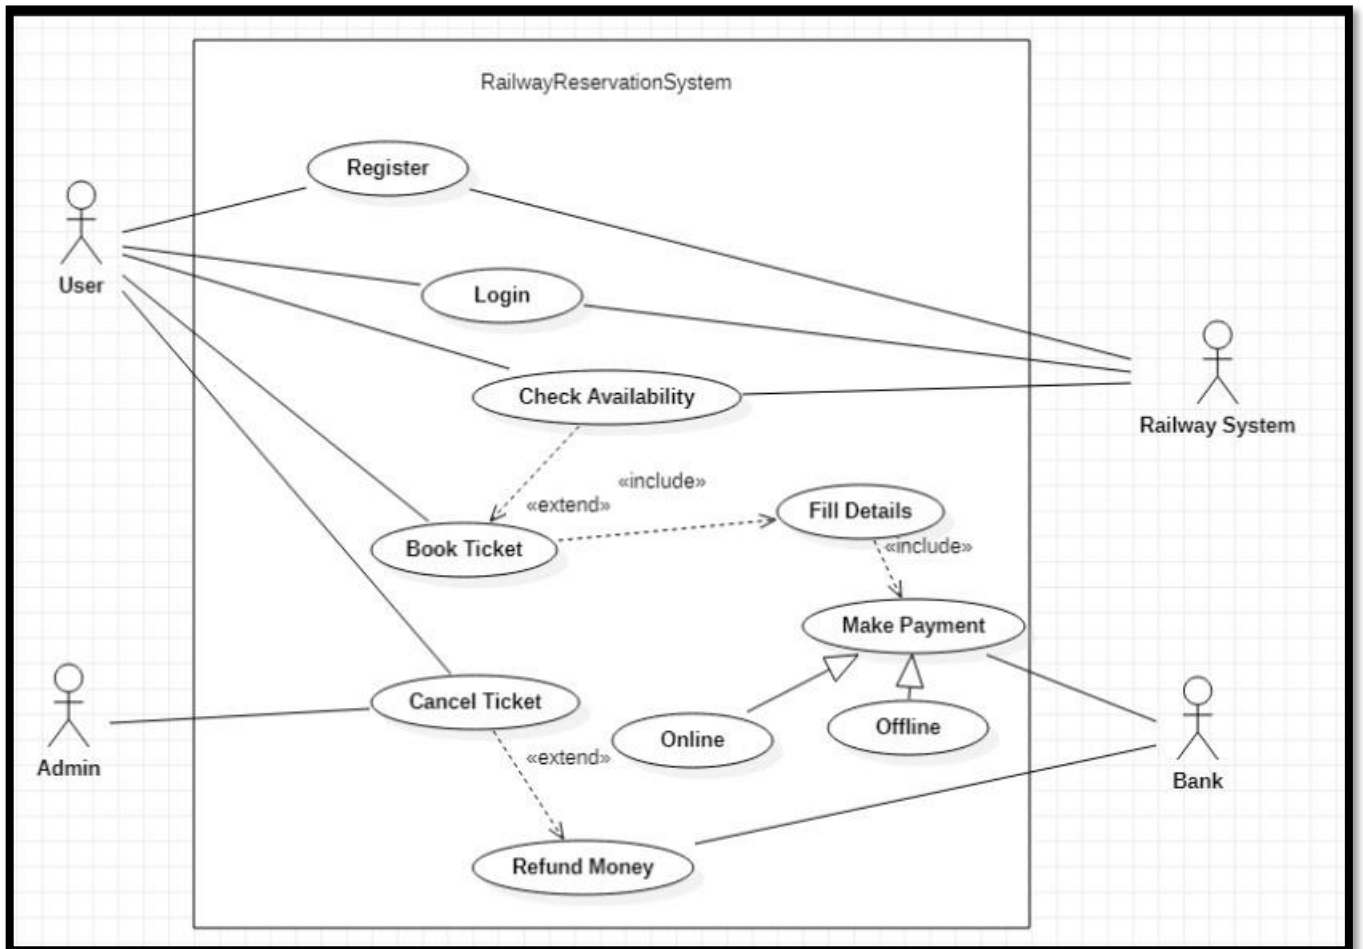 RailwayReservationSystem
Register
User
Login
Check Availability
Railway System
«include»
«extend»
Fill Details
Book Ticket
«include»
Make Payment
Cancel Ticket
Online
Offline
«extend»
Admin
Bank
Refund Money